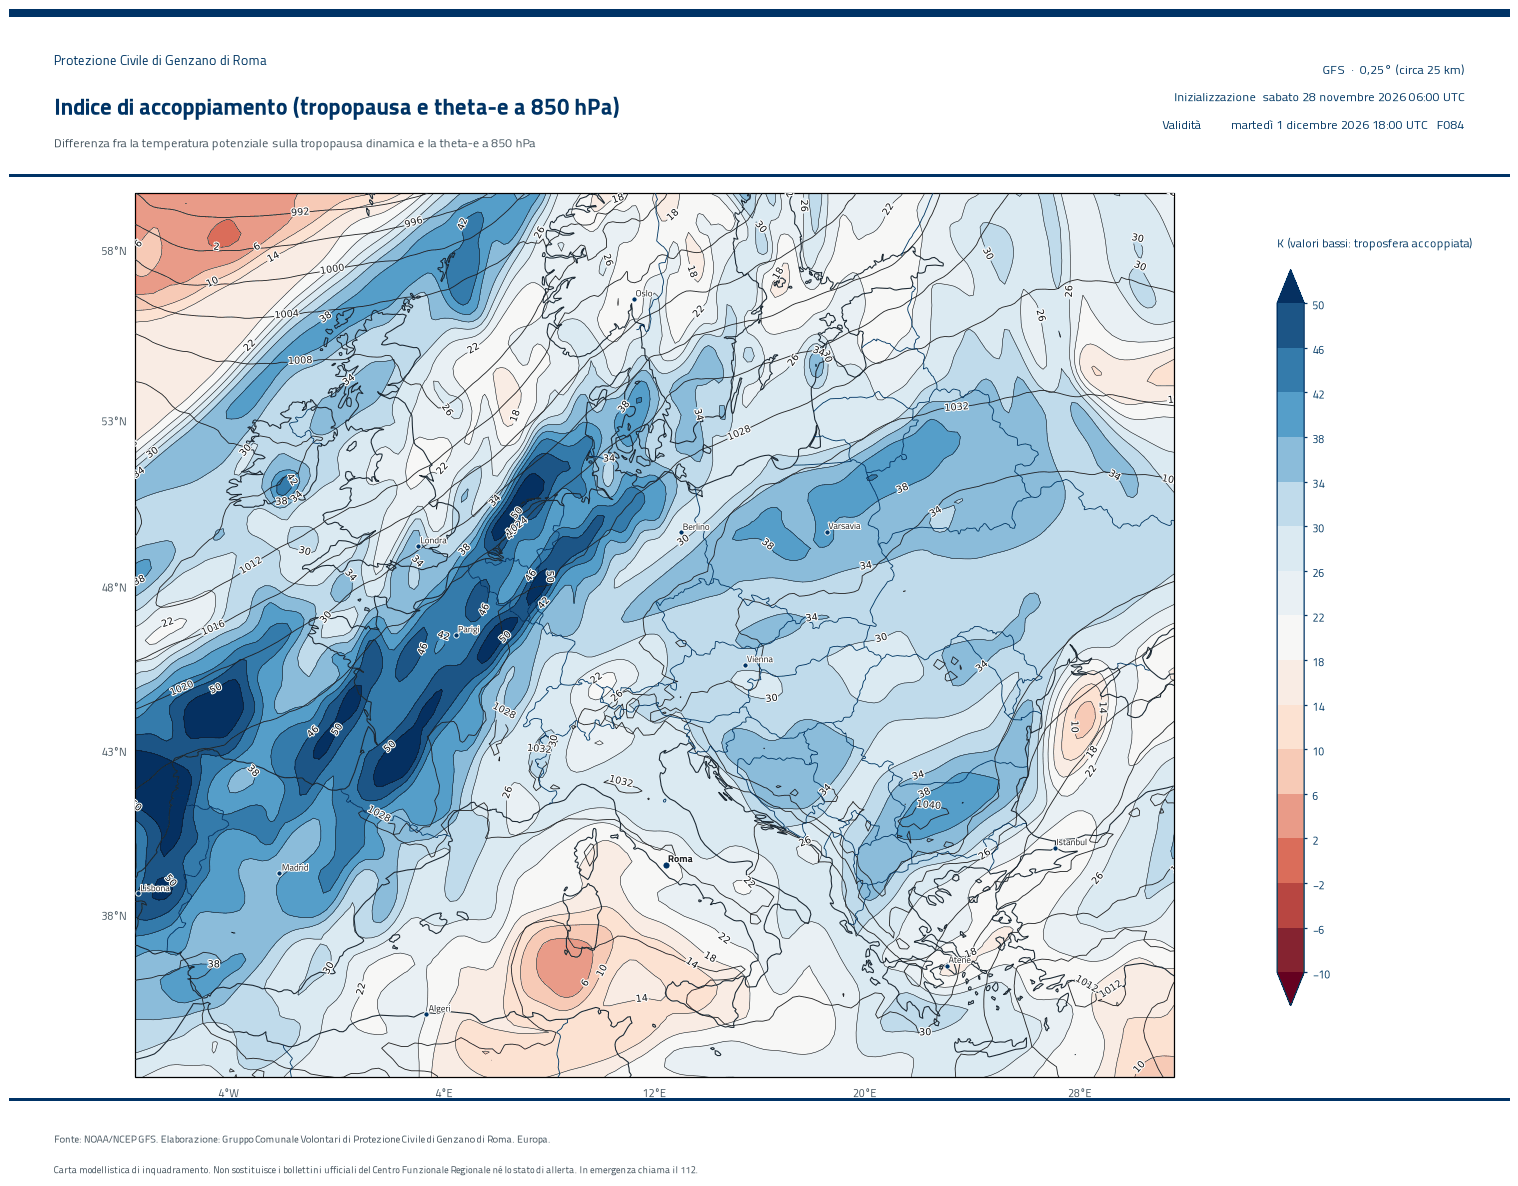 Protezione Civile di Genzano di Roma
Indice di accoppiamento (tropopausa e theta-e a 850 hPa)
Differenza fra la temperatura potenziale sulla tropopausa dinamica e la theta-e a 850 hPa
GFS · 0,25° (circa 25 km)
Inizializzazione sabato 28 novembre 2026 06:00 UTC
Validità martedì 1 dicembre 2026 18:00 UTC F084
K (valori bassi: troposfera accoppiata)
50
46
42
38
34
30
26
22
18
14
10
6
2
−2
−6
−10
58°N
53°N
48°N
43°N
38°N
4°W
4°E
12°E
20°E
28°E
Oslo
Londra
Berlino
Varsavia
Parigi
Vienna
Madrid
Lisbona
Roma
Istanbul
Atene
Algeri
992
996
1000
1004
1008
1012
1016
1020
1024
1028
1028
1028
1032
1032
1032
1040
1012
1012
Fonte: NOAA/NCEP GFS. Elaborazione: Gruppo Comunale Volontari di Protezione Civile di Genzano di Roma. Europa.
Carta modellistica di inquadramento. Non sostituisce i bollettini ufficiali del Centro Funzionale Regionale né lo stato di allerta. In emergenza chiama il 112.